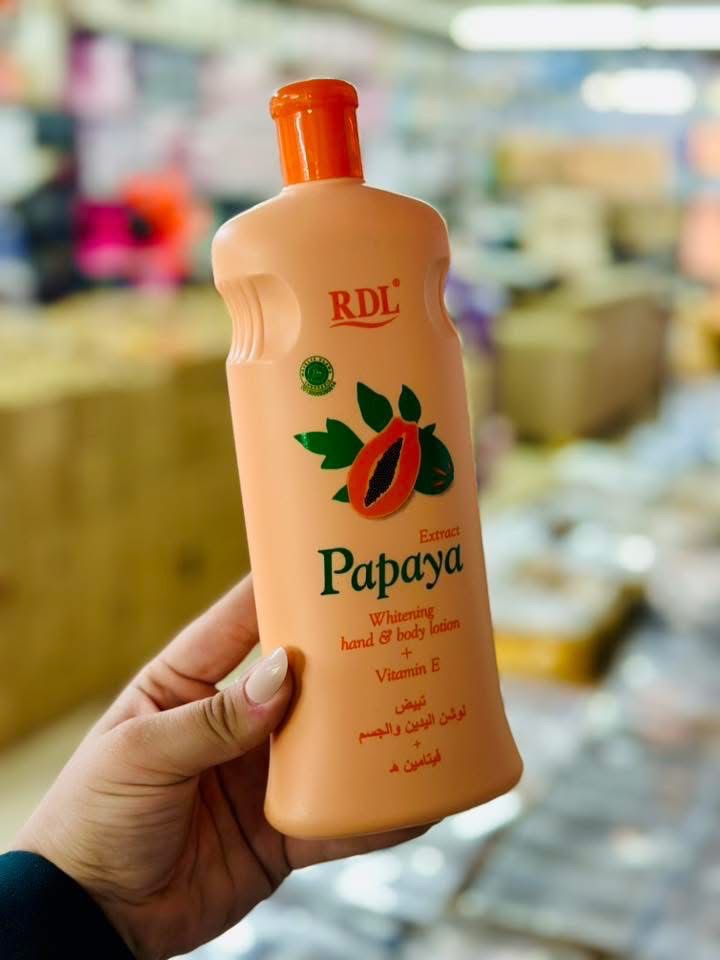 RDL®
Extract
Papaya
Whitening
hand & body lotion
+
Vitamin E
تبيض
لوشن اليدين والجسم
+
فيتامين هـ